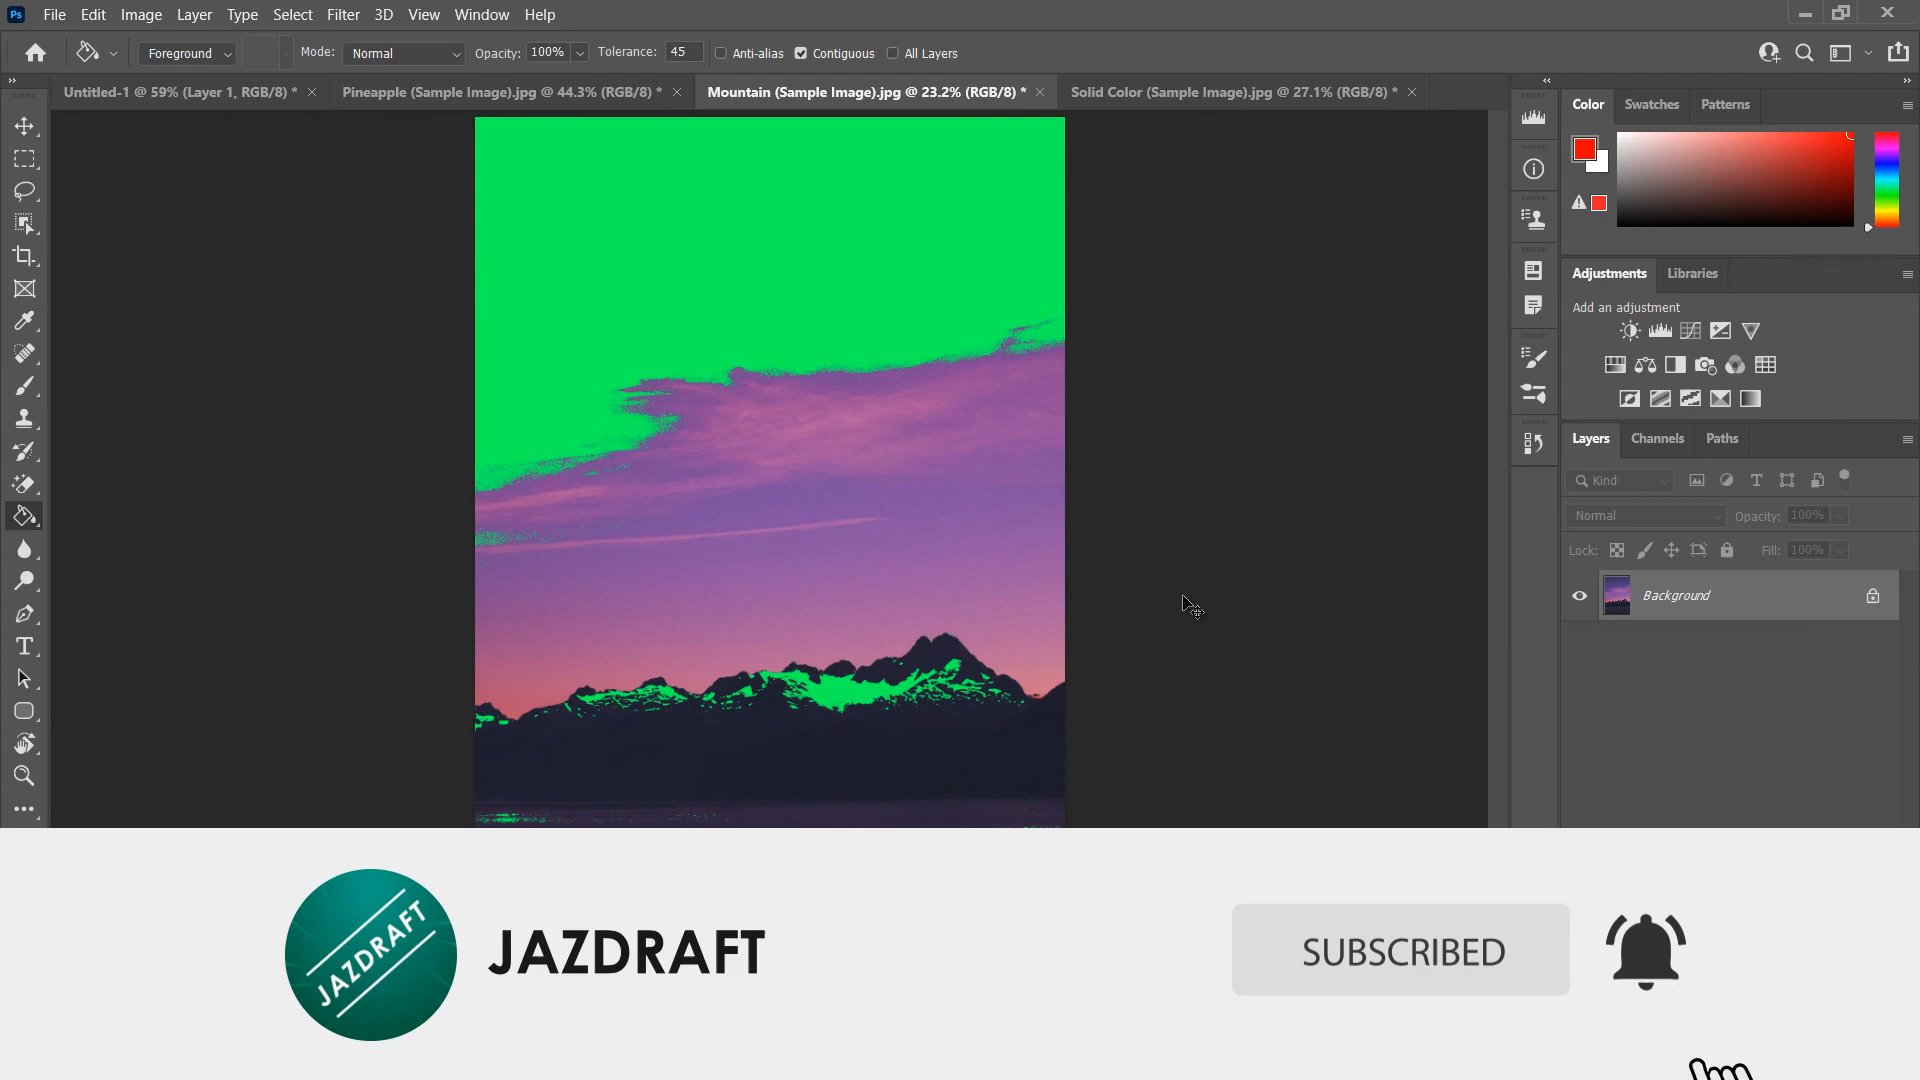 Ps File Edit Image Layer Type Select Filter 3D View Window Help
Foreground Mode: Normal Opacity: 100% Tolerance: 45 Anti-alias Contiguous All Layers
Untitled-1 @ 59% (Layer 1, RGB/8) * Pineapple (Sample Image).jpg @ 44.3% (RGB/8) * Mountain (Sample Image).jpg @ 23.2% (RGB/8) * Solid Color (Sample Image).jpg @ 27.1% (RGB/8) *
Color Swatches Patterns
Adjustments Libraries
Add an adjustment
Layers Channels Paths
Kind
Normal Opacity: 100%
Lock: Fill: 100%
Background
JAZDRAFT
JAZDRAFT
SUBSCRIBED